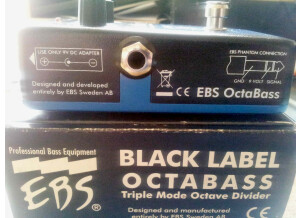 USE ONLY 9V DC ADAPTER
EBS PHANTOM CONNECTION
GND 9 VOLT SIGNAL
Designed and developed
entirely by EBS Sweden AB
CE EBS OctaBass
Professional Bass Equipment
EBS®
BLACK LABEL
OCTABASS
Triple Mode Octave Divider
Designed and manufactured
entirely by EBS Sweden AB
CE